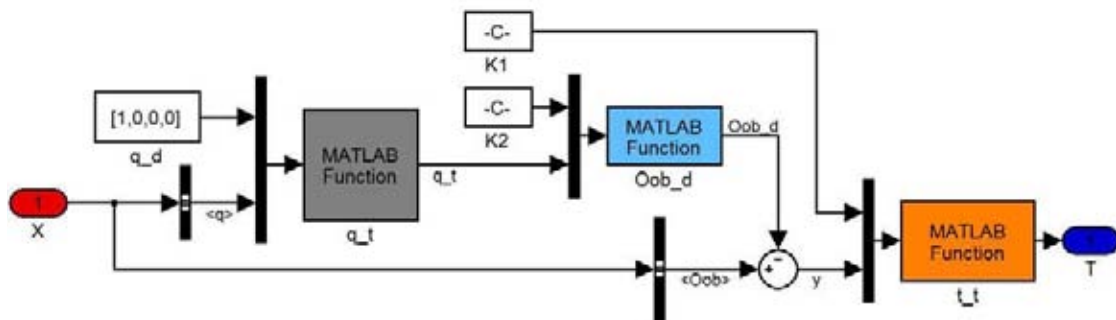 -C-
K1
[1,0,0,0]
q_d
-C-
K2
MATLAB
Function
q_t
q_t
MATLAB
Function
Oob_d
Oob_d
1
X
<q>
<Oob>
+
−
y
MATLAB
Function
t_t
T